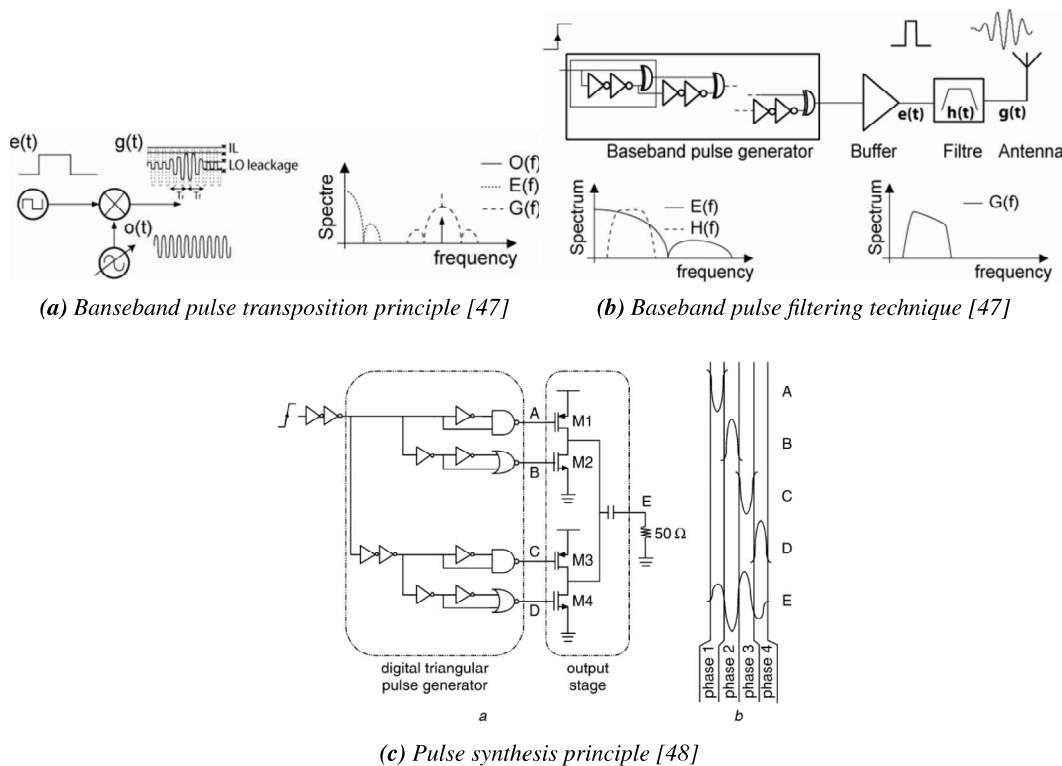 e(t)
g(t)
IL
LO leackage
Tr
Tr
o(t)
Spectre
O(f)
E(f)
G(f)
frequency
(a) Banseband pulse transposition principle [47]
Baseband pulse generator
Buffer
e(t)
h(t)
Filtre
g(t)
Antenna
Spectrum
E(f)
H(f)
frequency
Spectrum
G(f)
frequency
(b) Baseband pulse filtering technique [47]
A
M1
M2
B
E
50 Ω
C
M3
M4
D
digital triangular
pulse generator
output
stage
a
A
B
C
D
E
phase 1
phase 2
phase 3
phase 4
b
(c) Pulse synthesis principle [48]